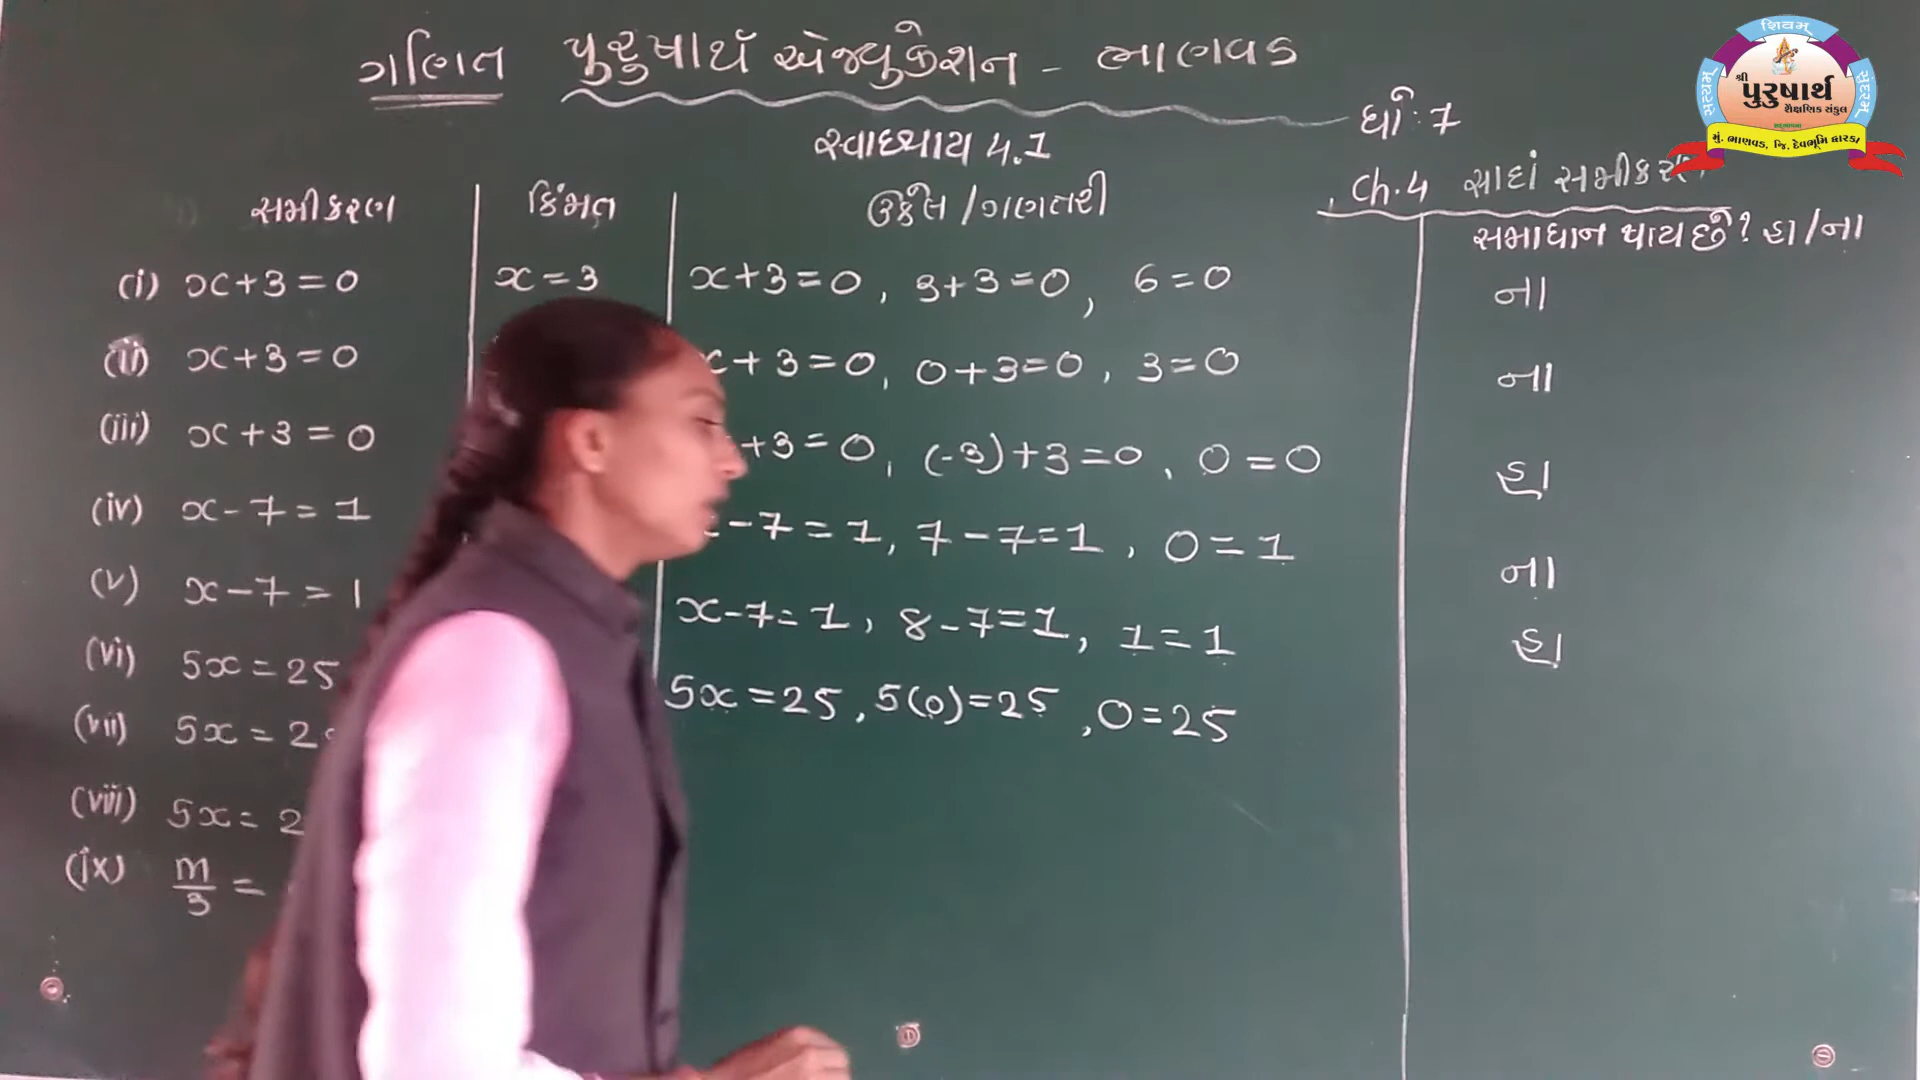 ગણિત પુરુષાર્થ એજ્યુકેશન - ભાણવડ
ધો : 7
સ્વાધ્યાય 4.1
Ch.4 સાદાં સમીકરણ
સમીકરણ કિંમત ઉકેલ / ગણતરી સમાધાન થાય છે? હા/ના
(i) x+3=0 x=3 x+3=0, 3+3=0, 6=0 ના
(ii) x+3=0 x+3=0, 0+3=0, 3=0 ના
(iii) x+3=0 +3=0, (-3)+3=0, 0=0 હા
(iv) x-7=1 x-7=1, 7-7=1, 0=1 ના
(v) x-7=1 x-7=1, 8-7=1, 1=1 હા
(vi) 5x=25 5x=25, 5(0)=25, 0=25
(vii) 5x=2
(viii) 5x=2
(ix) m/3 =
શિવમ્
સત્યમ્
સુંદરમ્
શ્રી
પુરુષાર્થ
શૈક્ષણિક સંકુલ
મું. ભાણવડ, જિ. દેવભૂમિ દ્વારકા